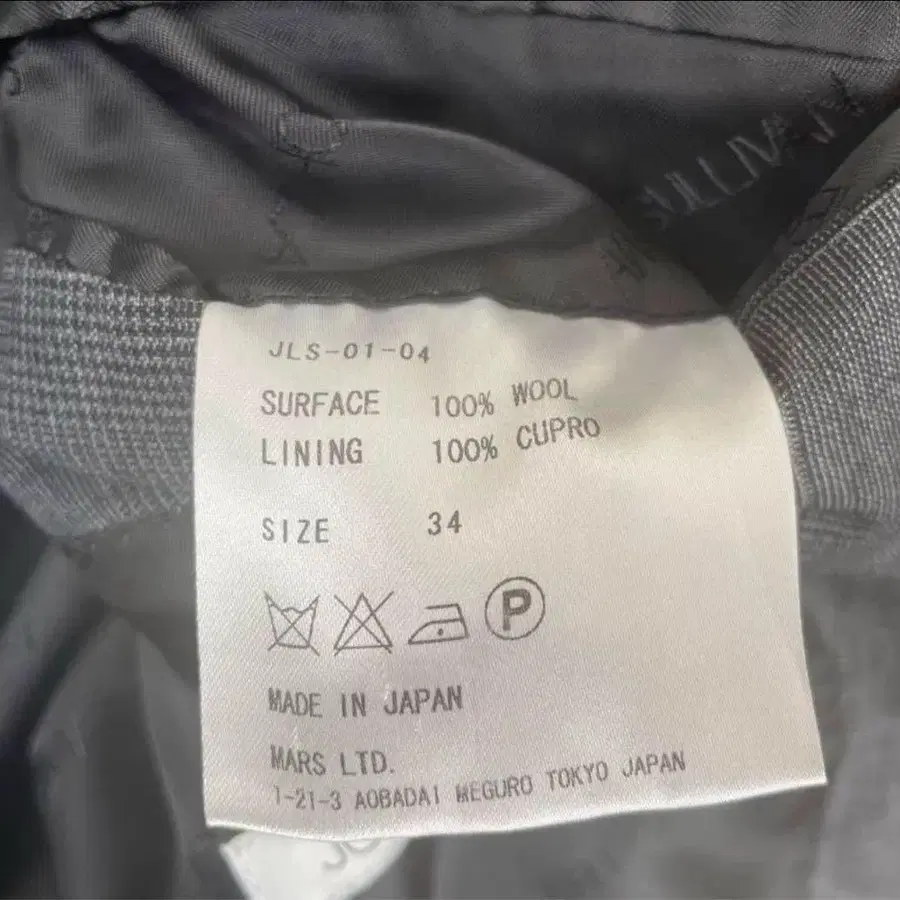 JLS-01-04
SURFACE 100% WOOL
LINING 100% CUPRO
SIZE 34
P
MADE IN JAPAN
MARS LTD.
1-21-3 AOBADAI MEGURO TOKYO JAPAN